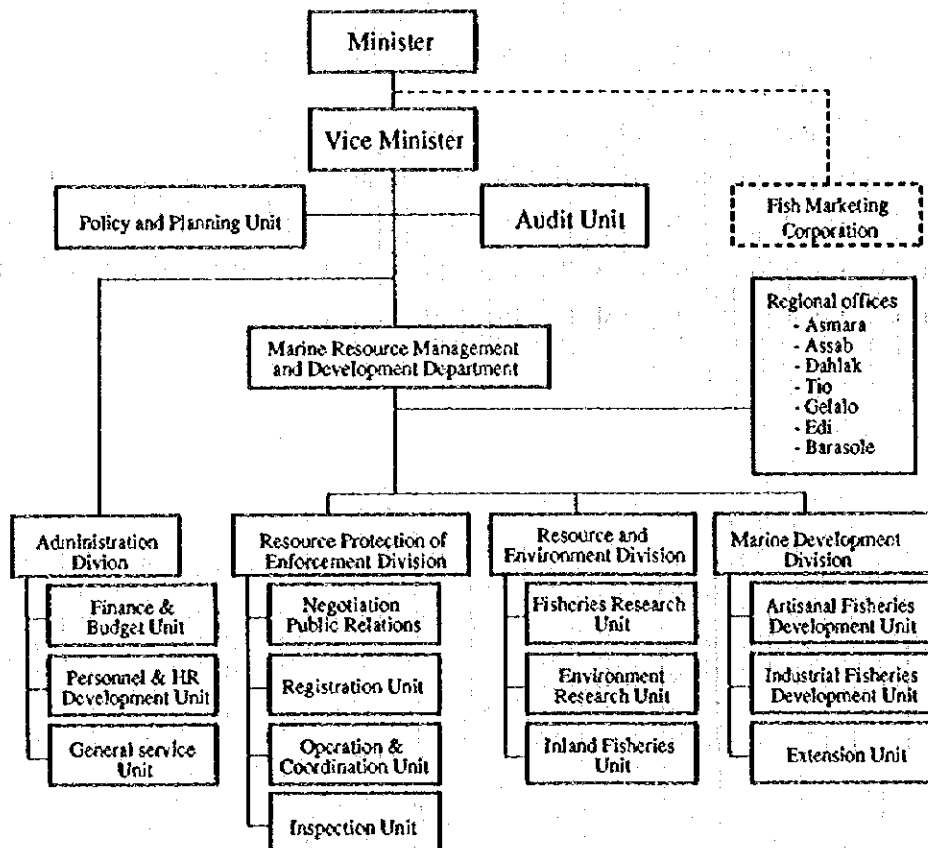 Minister
Vice Minister
Policy and Planning Unit
Audit Unit
Fish Marketing
Corporation
Regional offices
- Asmara
- Assab
- Dahlak
- Tio
- Gelalo
- Edi
- Barasole
Marine Resource Management
and Development Department
Administration
Divion
Finance &
Budget Unit
Personnel & HR
Development Unit
General service
Unit
Resource Protection of
Enforcement Division
Negotiation
Public Relations
Registration Unit
Operation &
Coordination Unit
Inspection Unit
Resource and
Environment Division
Fisheries Research
Unit
Environment
Research Unit
Inland Fisheries
Unit
Marine Development
Division
Artisanal Fisheries
Development Unit
Industrial Fisheries
Development Unit
Extension Unit